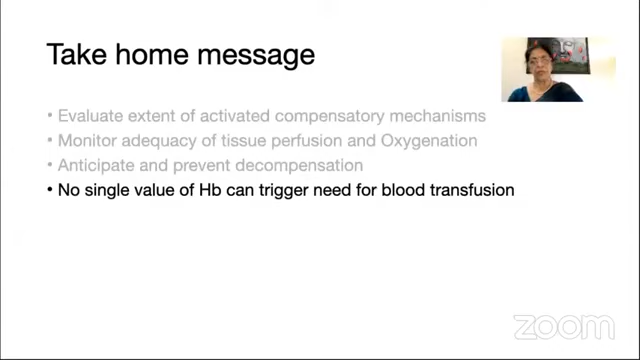 Take home message
• Evaluate extent of activated compensatory mechanisms
• Monitor adequacy of tissue perfusion and Oxygenation
• Anticipate and prevent decompensation
• No single value of Hb can trigger need for blood transfusion
zoom